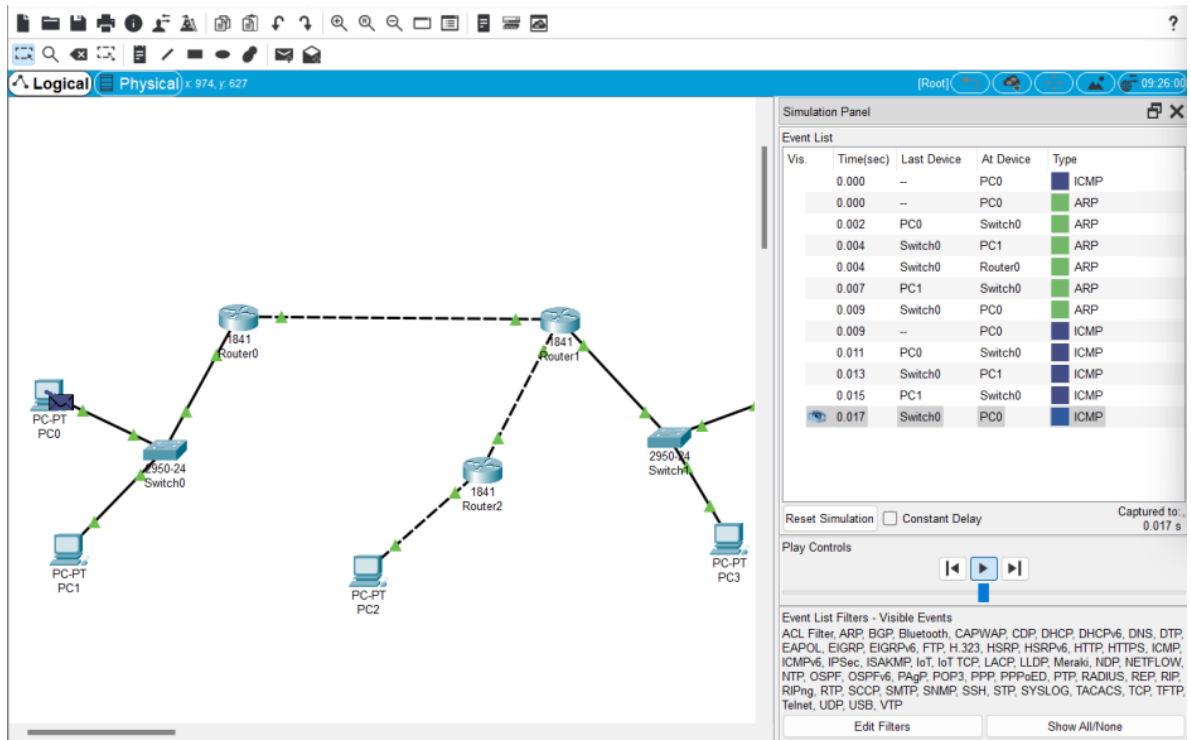 ?
Logical Physical x: 974, y: 627 [Root] 09:26:00
Simulation Panel
Event List
Vis. Time(sec) Last Device At Device Type
0.000 -- PC0 ICMP
0.000 -- PC0 ARP
0.002 PC0 Switch0 ARP
0.004 Switch0 PC1 ARP
0.004 Switch0 Router0 ARP
0.007 PC1 Switch0 ARP
0.009 Switch0 PC0 ARP
0.009 -- PC0 ICMP
0.011 PC0 Switch0 ICMP
0.013 Switch0 PC1 ICMP
0.015 PC1 Switch0 ICMP
0.017 Switch0 PC0 ICMP
1841
Router0
1841
Router1
PC-PT
PC0
2950-24
Switch0
2950-24
Switch1
1841
Router2
PC-PT
PC1
PC-PT
PC2
PC-PT
PC3
Reset Simulation Constant Delay Captured to:.
0.017 s
Play Controls
Event List Filters - Visible Events
ACL Filter, ARP, BGP, Bluetooth, CAPWAP, CDP, DHCP, DHCPv6, DNS, DTP,
EAPOL, EIGRP, EIGRPv6, FTP, H.323, HSRP, HSRPv6, HTTP, HTTPS, ICMP,
ICMPv6, IPSec, ISAKMP, IoT, IoT TCP, LACP, LLDP, Meraki, NDP, NETFLOW,
NTP, OSPF, OSPFv6, PAgP, POP3, PPP, PPPoED, PTP, RADIUS, REP, RIP,
RIPng, RTP, SCCP, SMTP, SNMP, SSH, STP, SYSLOG, TACACS, TCP, TFTP,
Telnet, UDP, USB, VTP
Edit Filters Show All/None